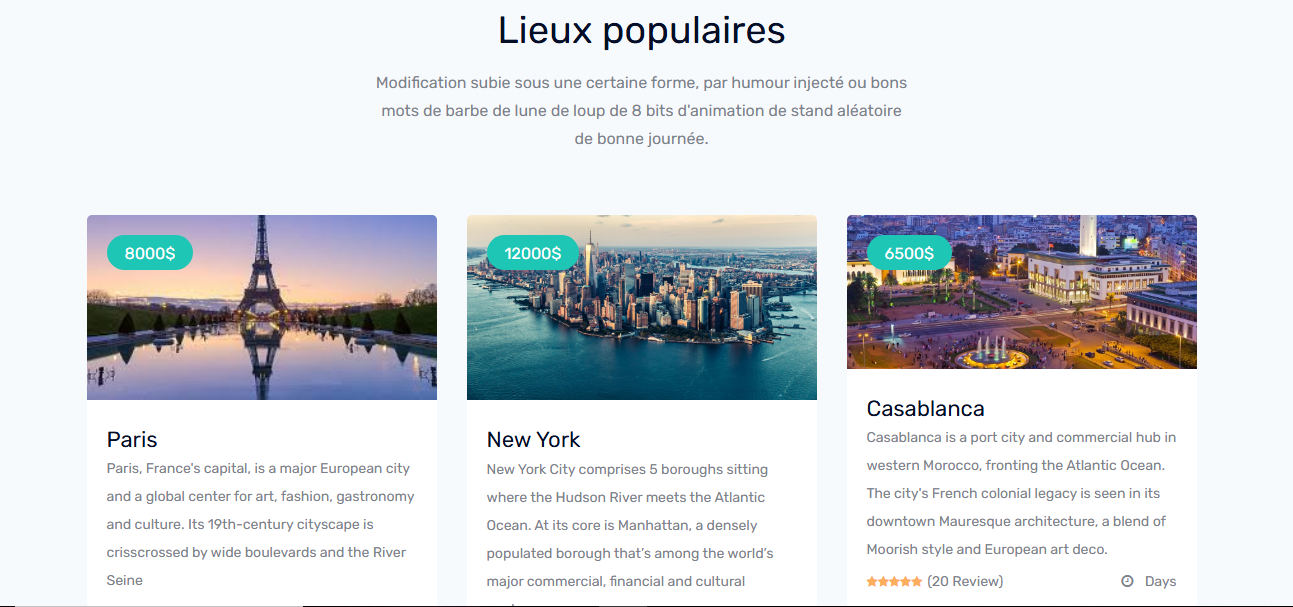 Lieux populaires
Modification subie sous une certaine forme, par humour injecté ou bons
mots de barbe de lune de loup de 8 bits d'animation de stand aléatoire
de bonne journée.
8000$
Paris
Paris, France's capital, is a major European city
and a global center for art, fashion, gastronomy
and culture. Its 19th-century cityscape is
crisscrossed by wide boulevards and the River
Seine
12000$
New York
New York City comprises 5 boroughs sitting
where the Hudson River meets the Atlantic
Ocean. At its core is Manhattan, a densely
populated borough that's among the world's
major commercial, financial and cultural
6500$
Casablanca
Casablanca is a port city and commercial hub in
western Morocco, fronting the Atlantic Ocean.
The city's French colonial legacy is seen in its
downtown Mauresque architecture, a blend of
Moorish style and European art deco.
(20 Review) Days